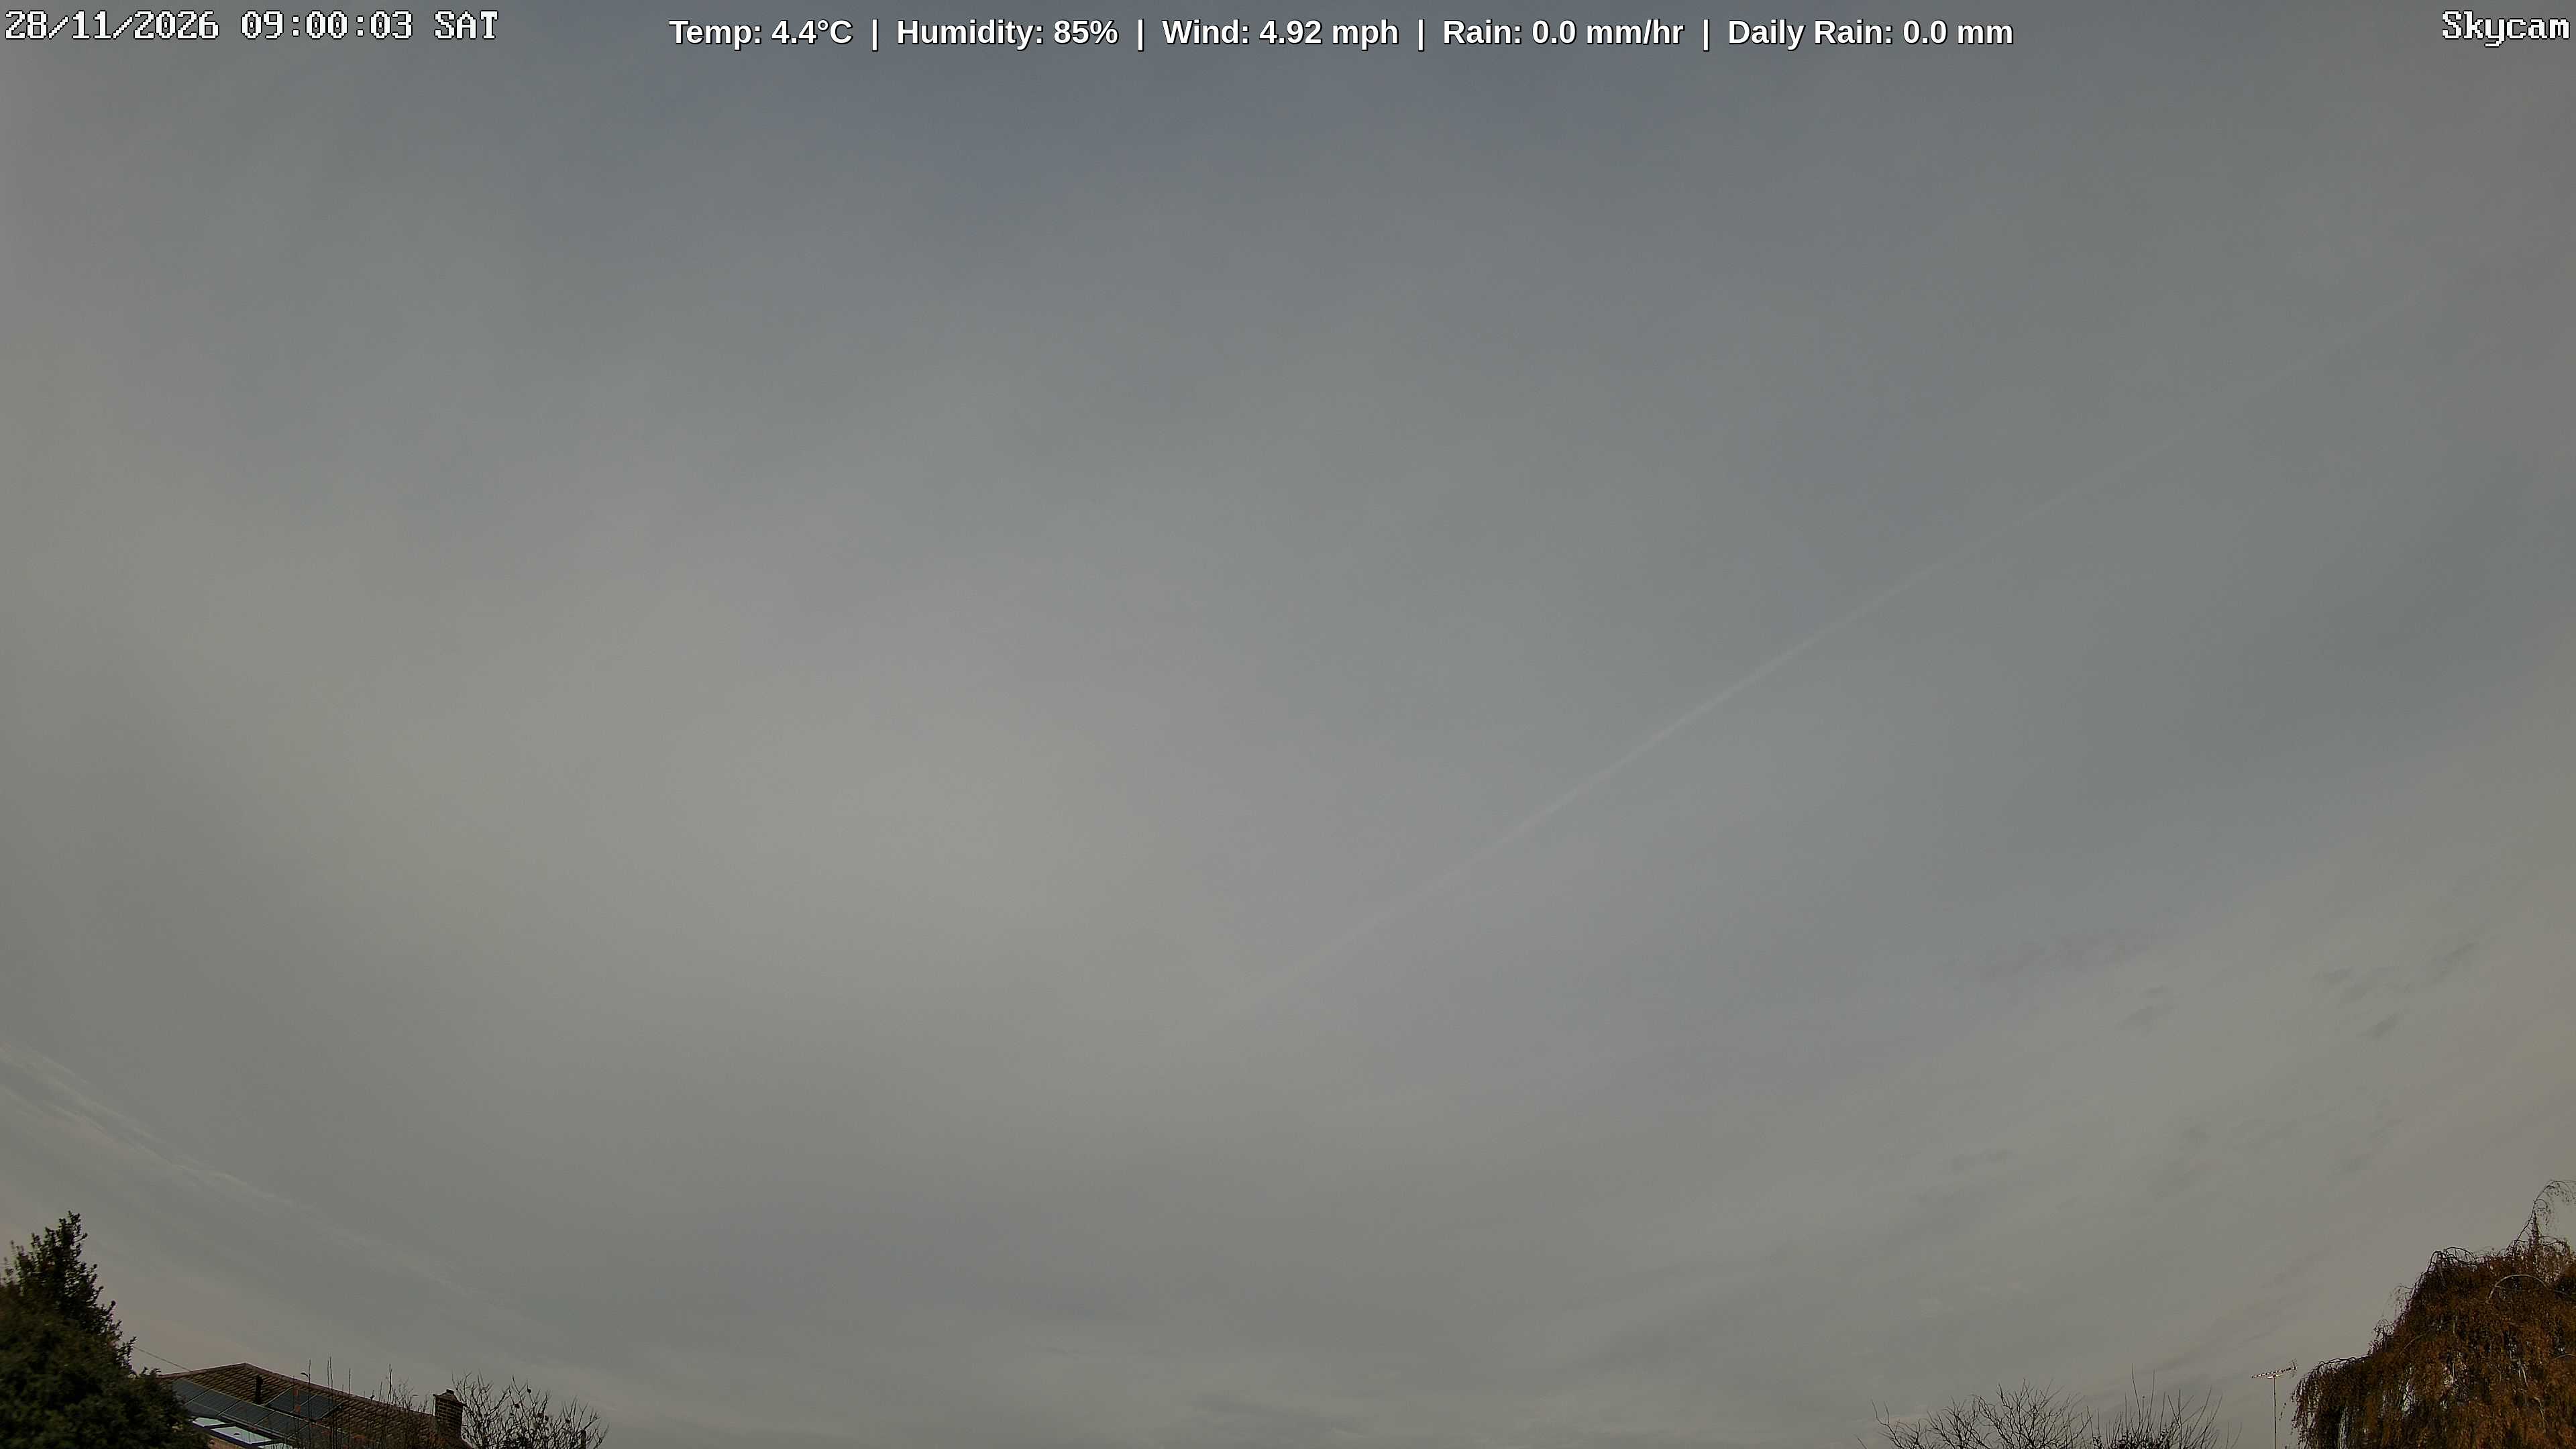 28/11/2026 09:00:03 SAT
Temp: 4.4°C | Humidity: 85% | Wind: 4.92 mph | Rain: 0.0 mm/hr | Daily Rain: 0.0 mm
Skycam